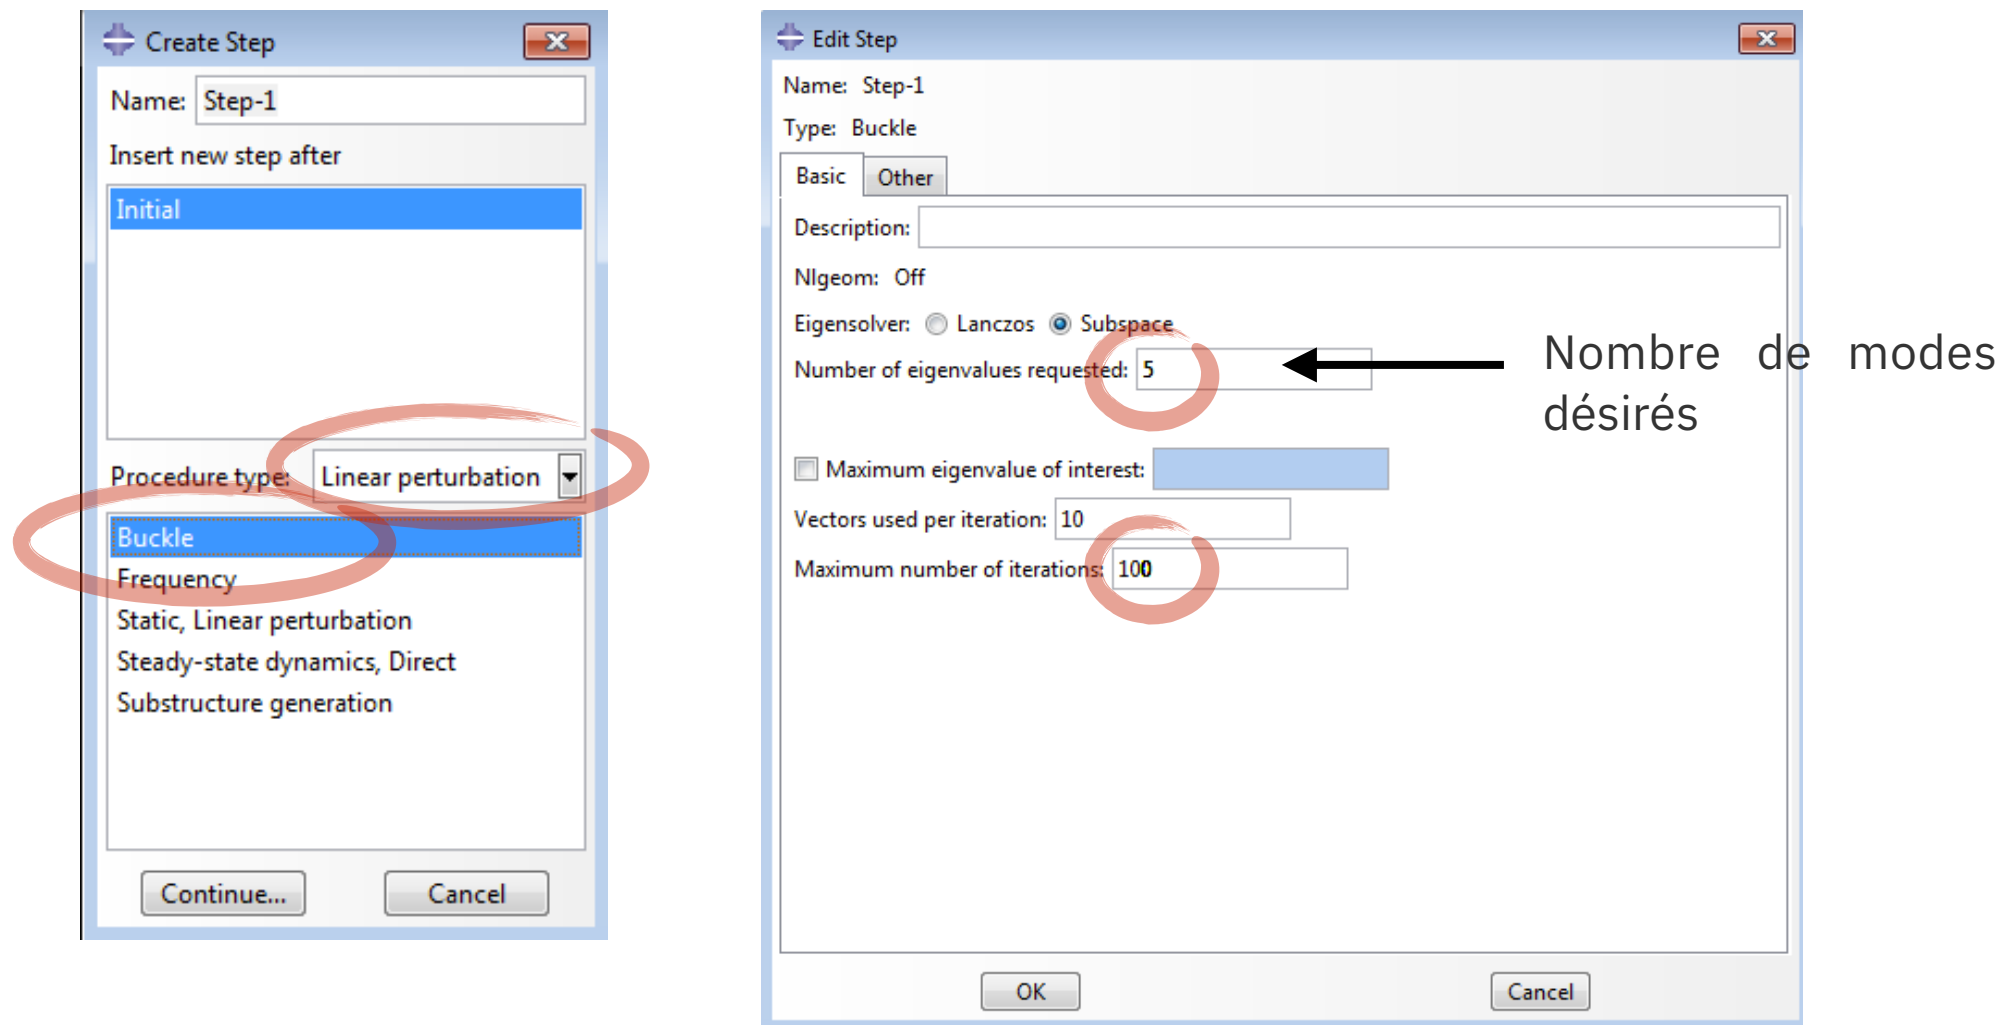 Create Step
Name: Step-1
Insert new step after
Initial
Procedure type: Linear perturbation
Buckle
Frequency
Static, Linear perturbation
Steady-state dynamics, Direct
Substructure generation
Continue...
Cancel
Edit Step
Name: Step-1
Type: Buckle
Basic Other
Description:
Nlgeom: Off
Eigensolver: Lanczos Subspace
Number of eigenvalues requested: 5
Maximum eigenvalue of interest:
Vectors used per iteration: 10
Maximum number of iterations: 100
OK
Cancel
Nombre de modes
désirés